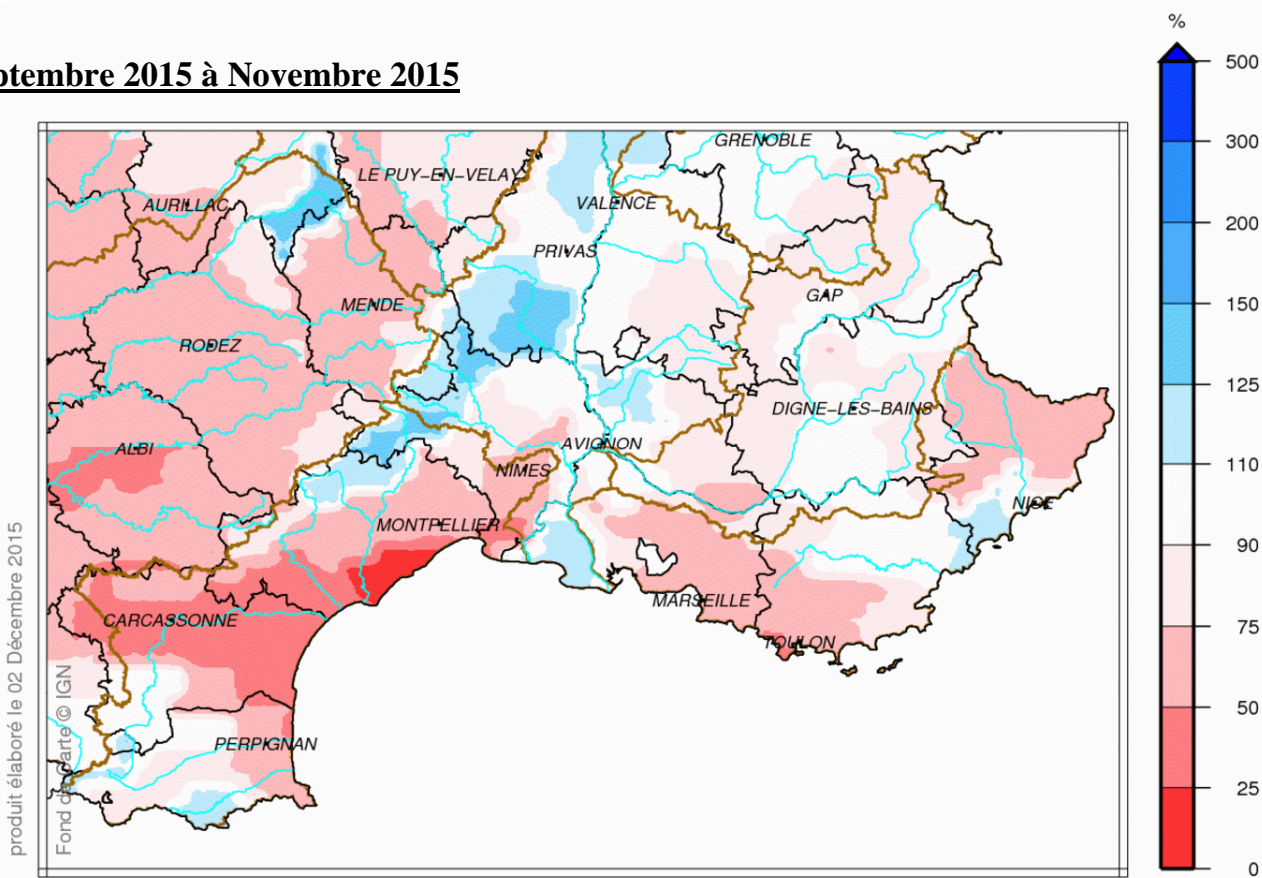 %
ptembre 2015 à Novembre 2015
500
300
200
150
125
110
90
75
50
25
0
GRENOBLE
LE PUY–EN–VELAY
AURILLAC
VALENCE
PRIVAS
GAP
MENDE
RODEZ
DIGNE–LES–BAINS
AVIGNON
ALBI
NIMES
NICE
MONTPELLIER
MARSEILLE
CARCASSONNE
TOULON
PERPIGNAN
produit élaboré le 02 Décembre 2015
Fond de carte © IGN